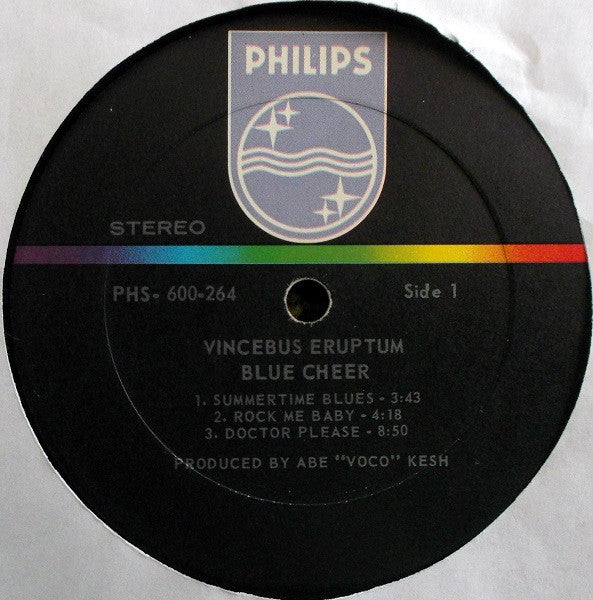 PHILIPS
STEREO
PHS- 600-264 Side 1
VINCEBUS ERUPTUM
BLUE CHEER
1. SUMMERTIME BLUES - 3:43
2. ROCK ME BABY - 4:18
3. DOCTOR PLEASE - 8:50
PRODUCED BY ABE "VOCO" KESH